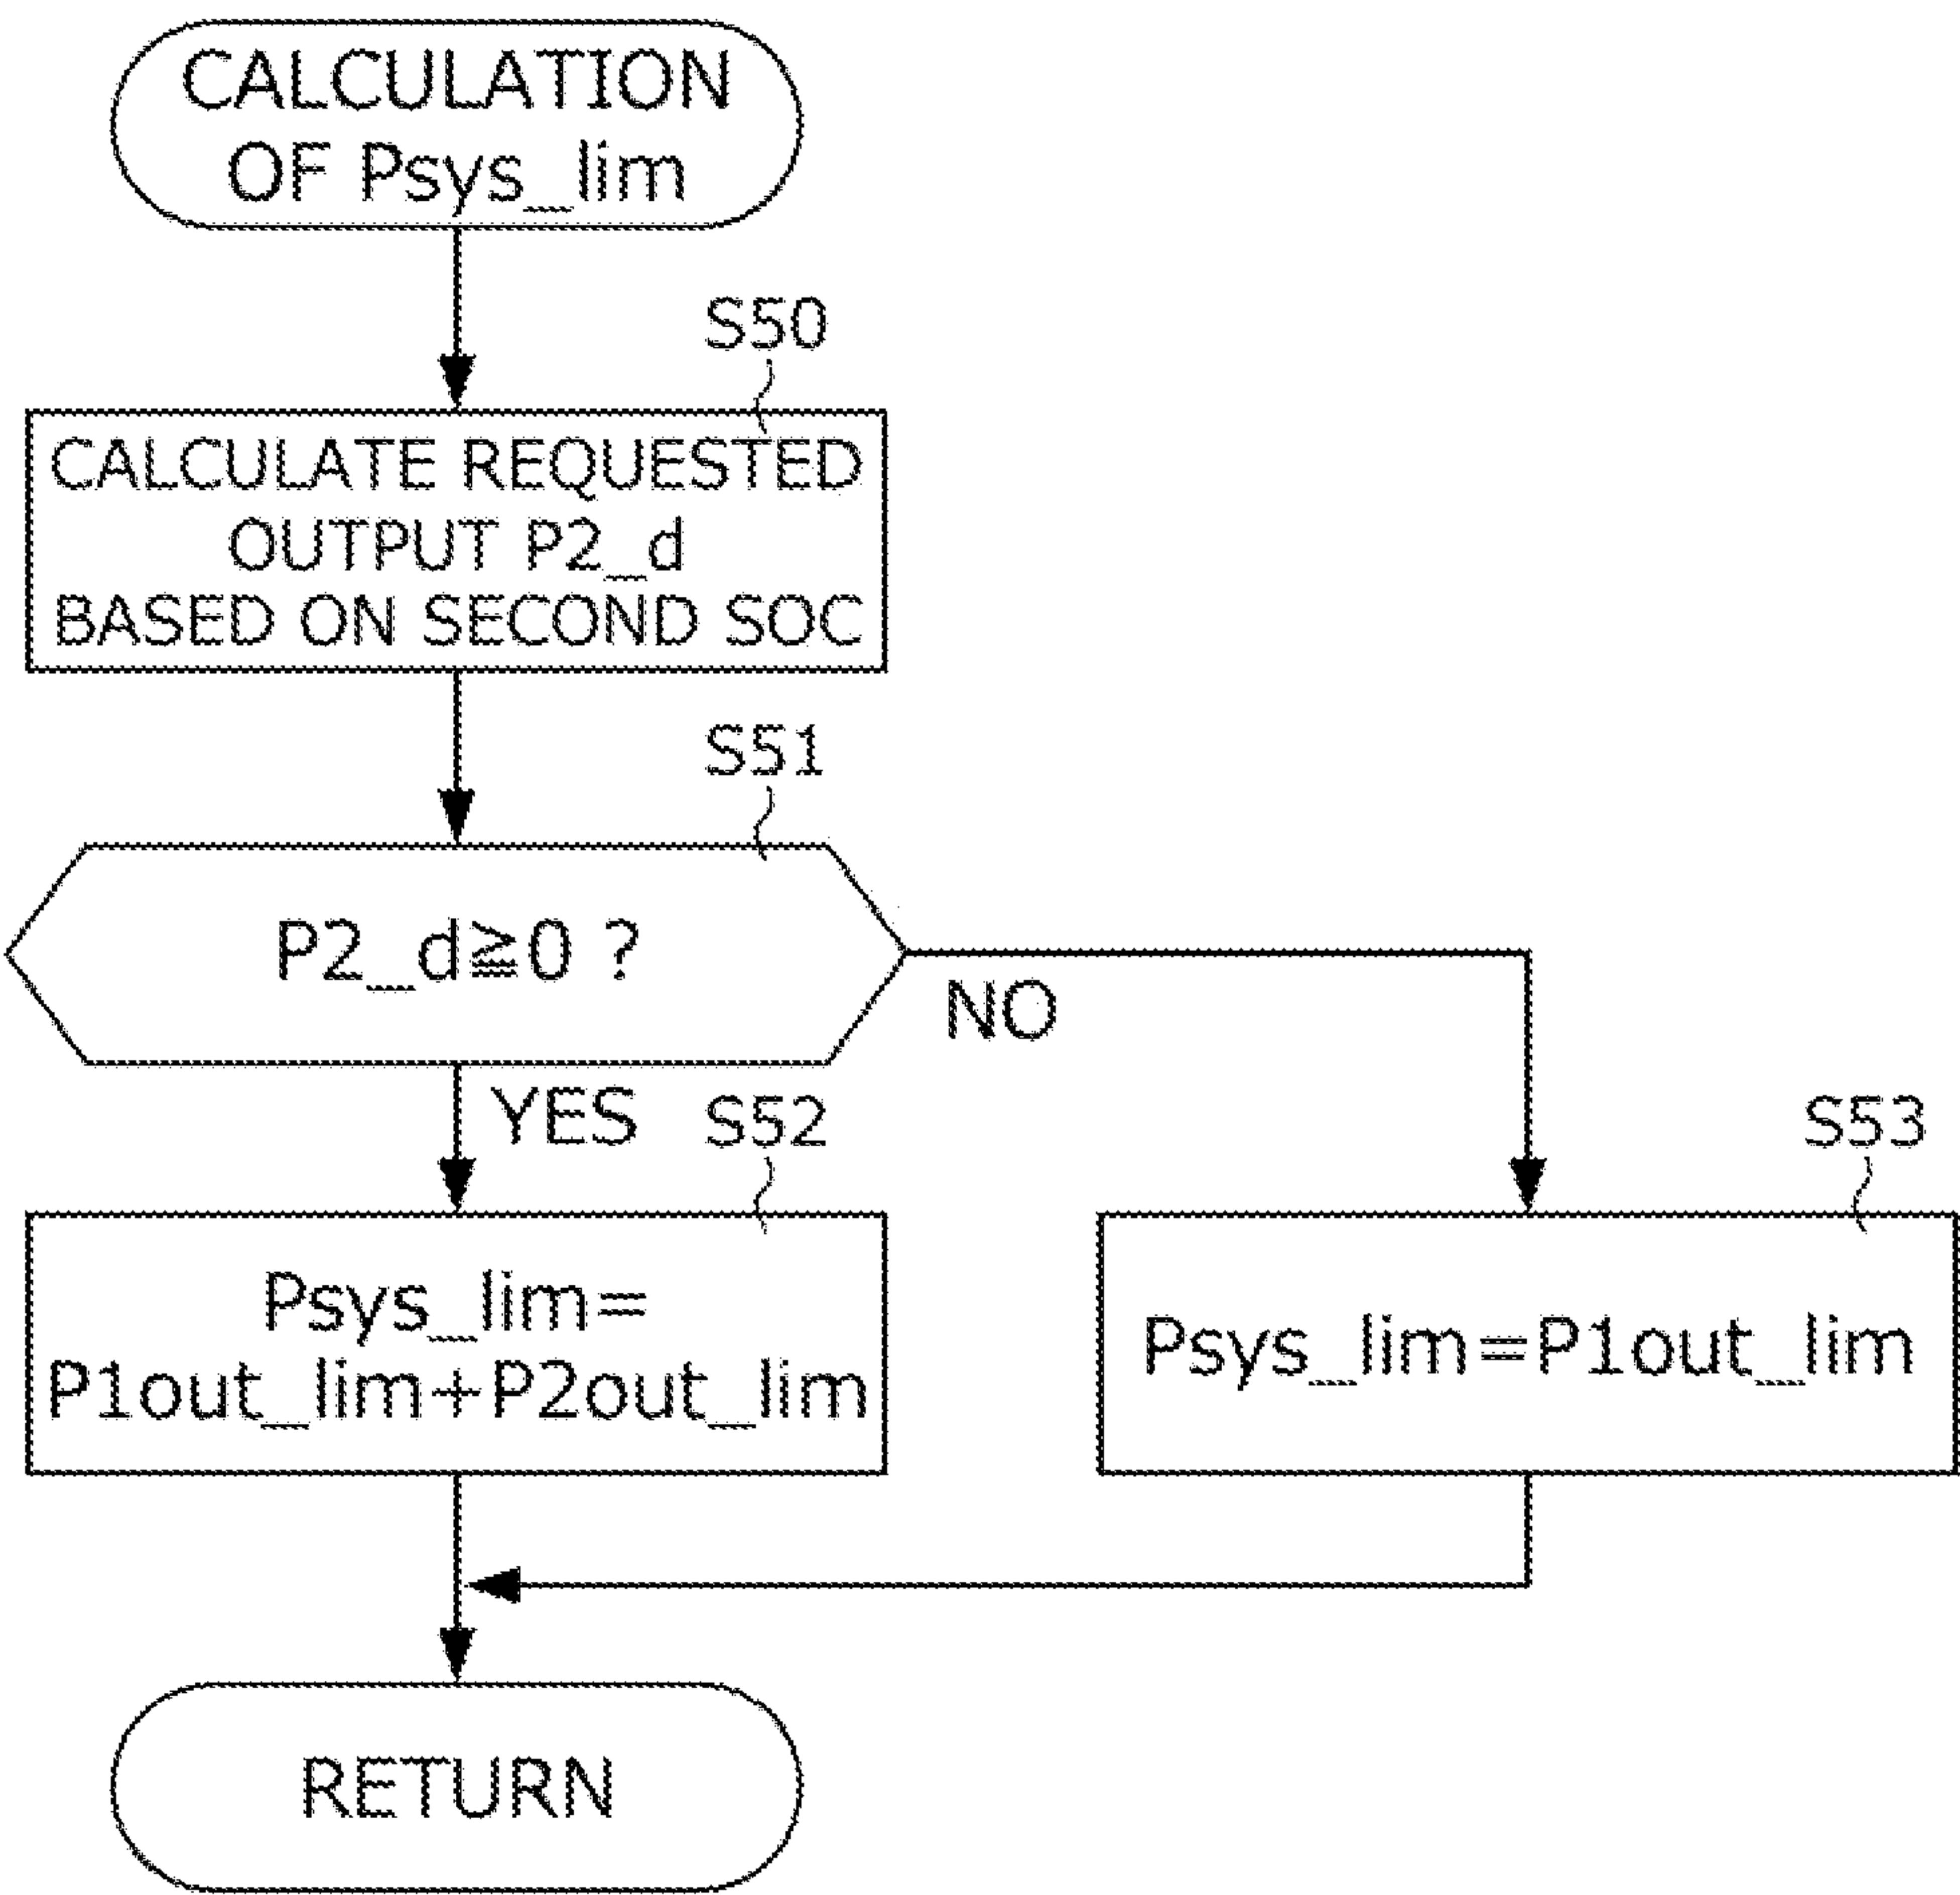 CALCULATION
OF Psys_lim
S50
CALCULATE REQUESTED
OUTPUT P2_d
BASED ON SECOND SOC
S51
P2_d≧0 ?
NO
YES
S52
S53
Psys_lim=
P1out_lim+P2out_lim
Psys_lim=P1out_lim
RETURN